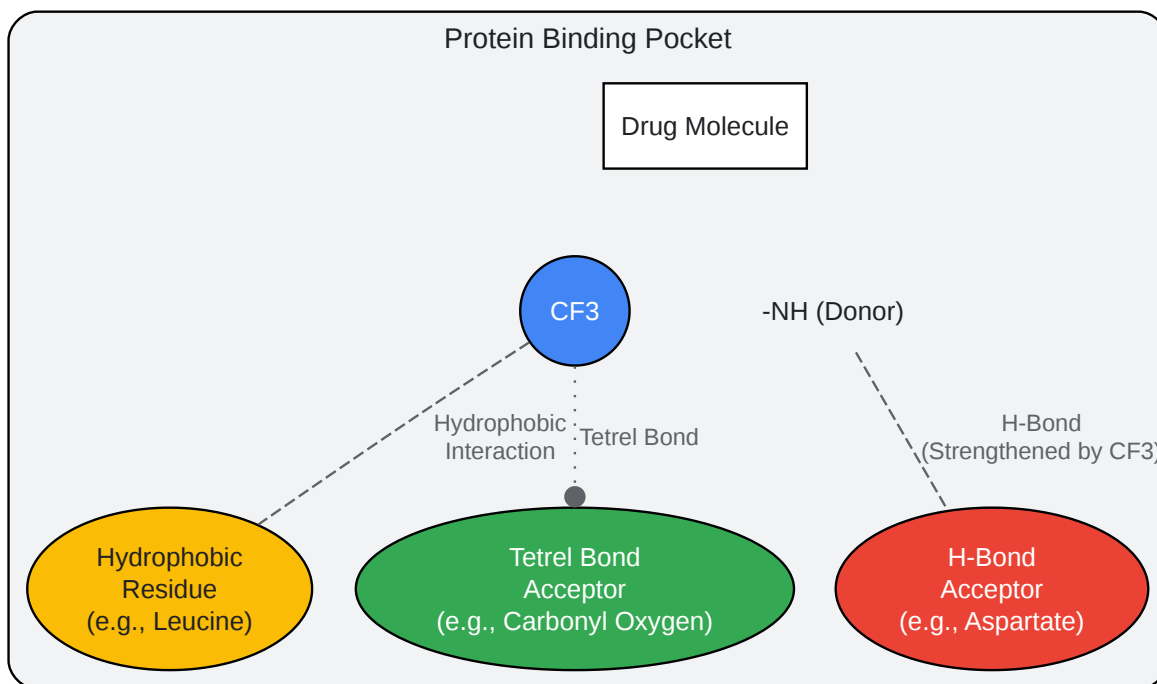 Protein Binding Pocket
Drug Molecule
CF3
-NH (Donor)
Hydrophobic
Interaction
Tetrel Bond
H-Bond
(Strengthened by CF3)
Hydrophobic
Residue
(e.g., Leucine)
Tetrel Bond
Acceptor
(e.g., Carbonyl Oxygen)
H-Bond
Acceptor
(e.g., Aspartate)